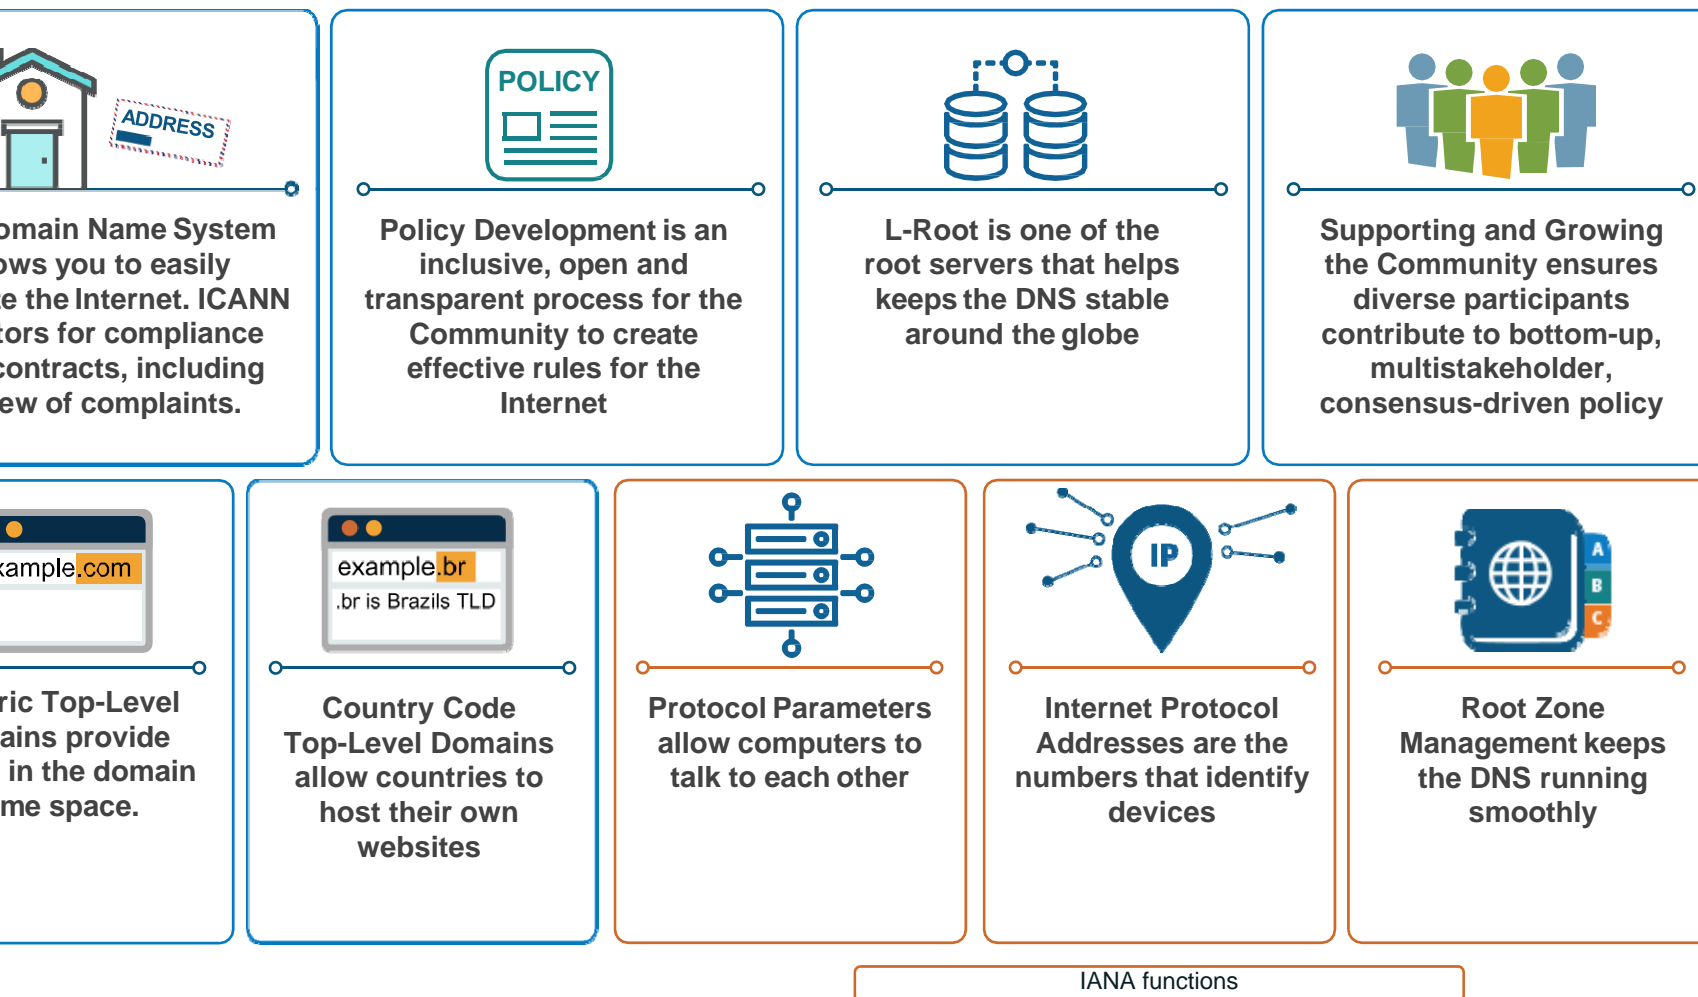 ADDRESS
omain Name System
ows you to easily
te the Internet. ICANN
tors for compliance
contracts, including
ew of complaints.
POLICY
Policy Development is an
inclusive, open and
transparent process for the
Community to create
effective rules for the
Internet
L-Root is one of the
root servers that helps
keeps the DNS stable
around the globe
Supporting and Growing
the Community ensures
diverse participants
contribute to bottom-up,
multistakeholder,
consensus-driven policy
xample.com
ric Top-Level
ains provide
in the domain
me space.
example.br
.br is Brazils TLD
Country Code
Top-Level Domains
allow countries to
host their own
websites
Protocol Parameters
allow computers to
talk to each other
IP
Internet Protocol
Addresses are the
numbers that identify
devices
A
B
C
Root Zone
Management keeps
the DNS running
smoothly
IANA functions